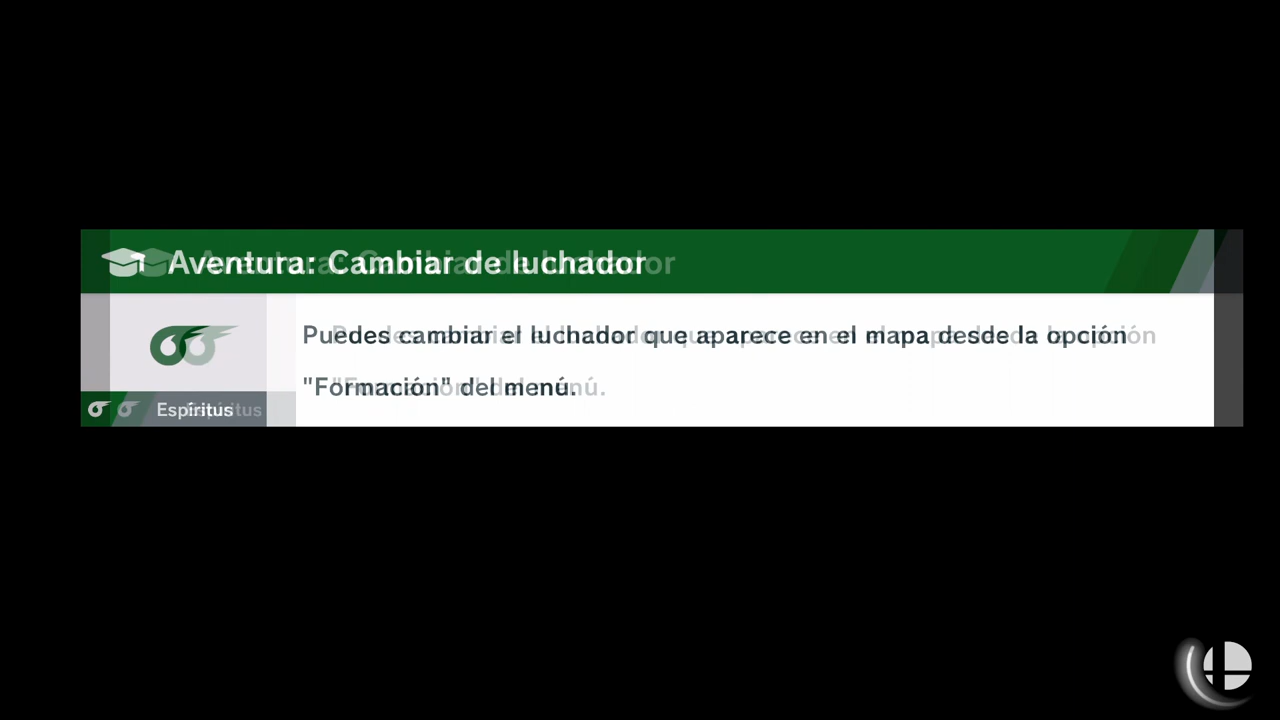 Aventura: Cambiar de luchador
Puedes cambiar el luchador que aparece en el mapa desde la opción
"Formación" del menú.
Espíritus